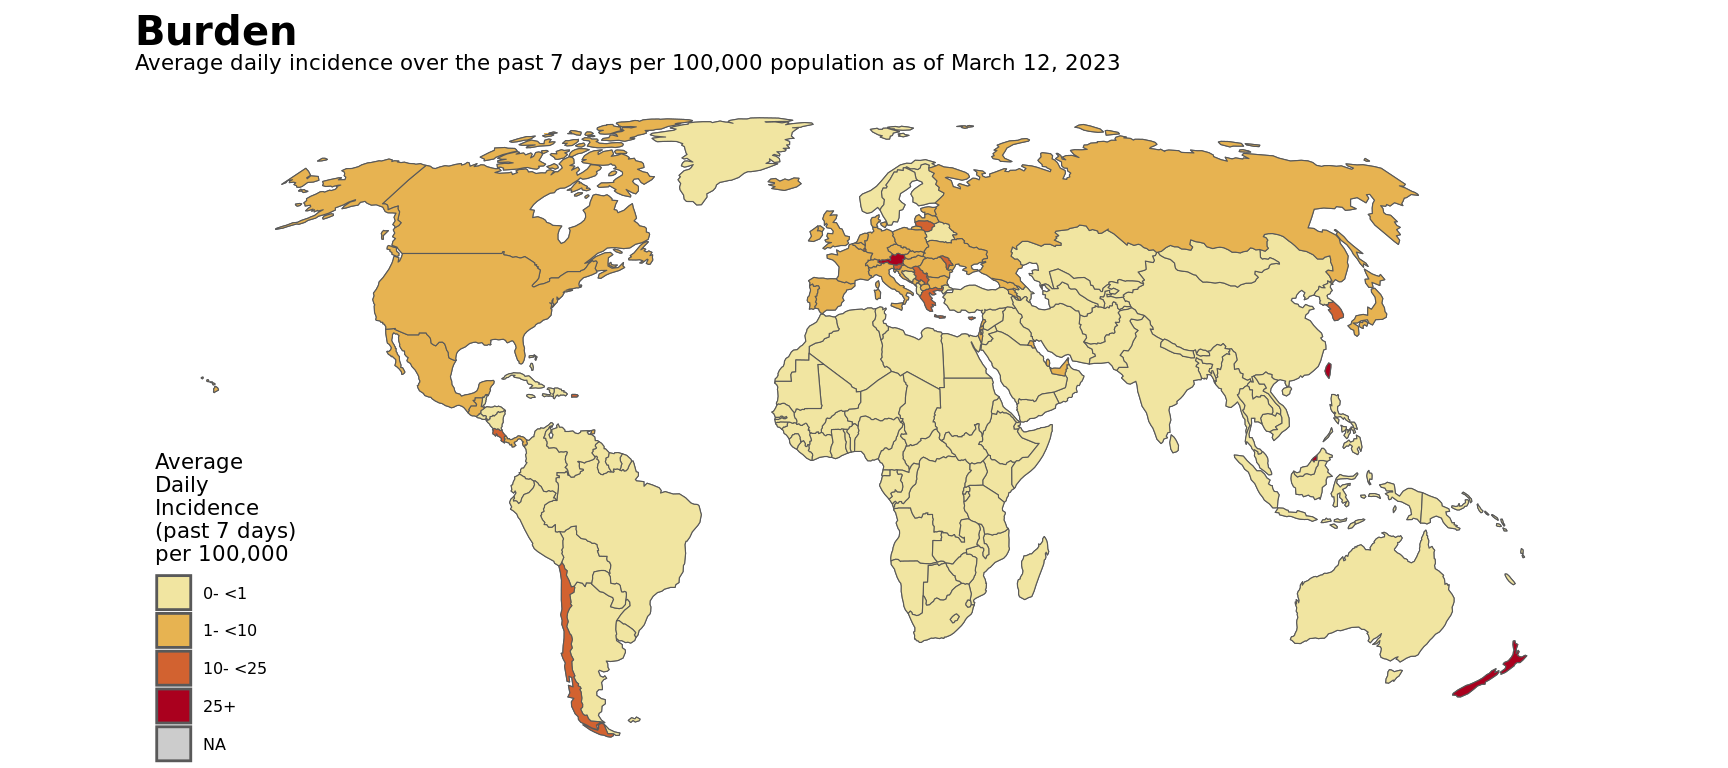 Burden
Average daily incidence over the past 7 days per 100,000 population as of March 12, 2023
Average
Daily
Incidence
(past 7 days)
per 100,000
0- <1
1- <10
10- <25
25+
NA